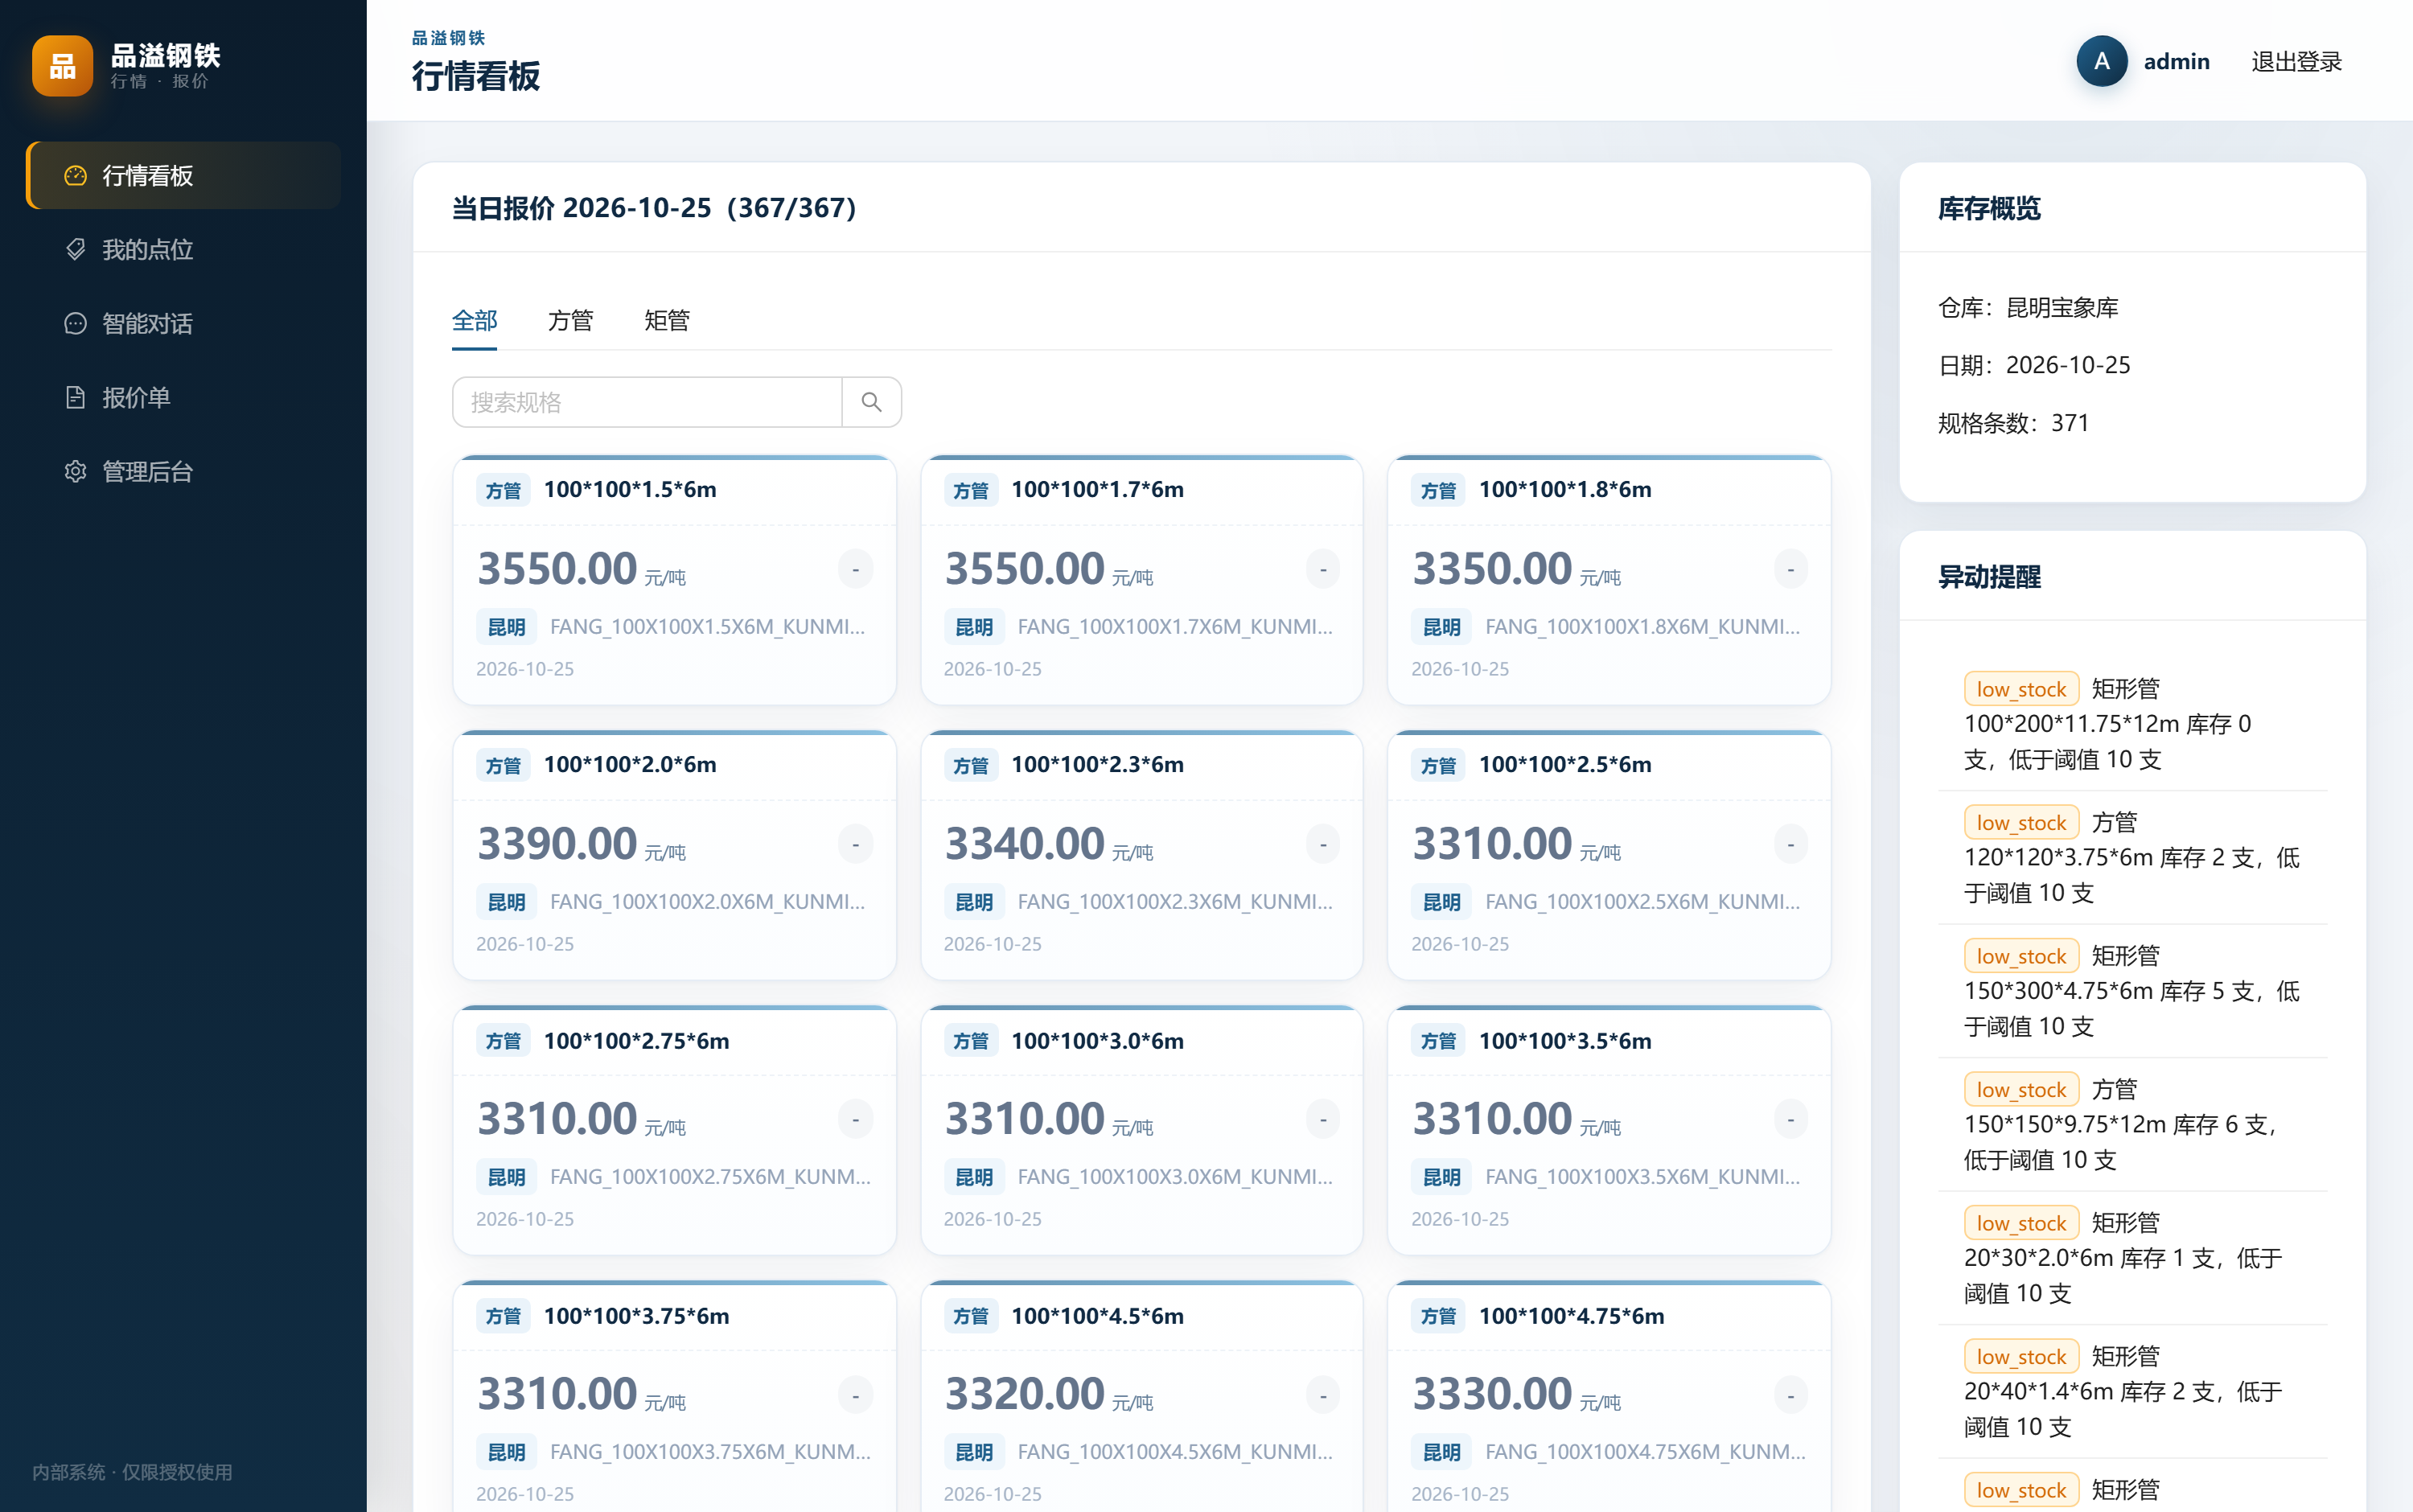 品
品溢钢铁
行情 · 报价
行情看板
我的点位
智能对话
报价单
管理后台
内部系统 · 仅限授权使用
品溢钢铁
行情看板
A
admin
退出登录
当日报价 2026-10-25（367/367）
全部
方管
矩管
搜索规格
方管 100*100*1.5*6m
3550.00 元/吨 -
昆明 FANG_100X100X1.5X6M_KUNMI...
2026-10-25
方管 100*100*1.7*6m
3550.00 元/吨 -
昆明 FANG_100X100X1.7X6M_KUNMI...
2026-10-25
方管 100*100*1.8*6m
3350.00 元/吨 -
昆明 FANG_100X100X1.8X6M_KUNMI...
2026-10-25
方管 100*100*2.0*6m
3390.00 元/吨 -
昆明 FANG_100X100X2.0X6M_KUNMI...
2026-10-25
方管 100*100*2.3*6m
3340.00 元/吨 -
昆明 FANG_100X100X2.3X6M_KUNMI...
2026-10-25
方管 100*100*2.5*6m
3310.00 元/吨 -
昆明 FANG_100X100X2.5X6M_KUNMI...
2026-10-25
方管 100*100*2.75*6m
3310.00 元/吨 -
昆明 FANG_100X100X2.75X6M_KUNM...
2026-10-25
方管 100*100*3.0*6m
3310.00 元/吨 -
昆明 FANG_100X100X3.0X6M_KUNMI...
2026-10-25
方管 100*100*3.5*6m
3310.00 元/吨 -
昆明 FANG_100X100X3.5X6M_KUNMI...
2026-10-25
方管 100*100*3.75*6m
3310.00 元/吨 -
昆明 FANG_100X100X3.75X6M_KUNM...
2026-10-25
方管 100*100*4.5*6m
3320.00 元/吨 -
昆明 FANG_100X100X4.5X6M_KUNMI...
2026-10-25
方管 100*100*4.75*6m
3330.00 元/吨 -
昆明 FANG_100X100X4.75X6M_KUNM...
2026-10-25
库存概览
仓库：昆明宝象库
日期：2026-10-25
规格条数：371
异动提醒
low_stock 矩形管
100*200*11.75*12m 库存 0
支，低于阈值 10 支
low_stock 方管
120*120*3.75*6m 库存 2 支，低
于阈值 10 支
low_stock 矩形管
150*300*4.75*6m 库存 5 支，低
于阈值 10 支
low_stock 方管
150*150*9.75*12m 库存 6 支，
低于阈值 10 支
low_stock 矩形管
20*30*2.0*6m 库存 1 支，低于
阈值 10 支
low_stock 矩形管
20*40*1.4*6m 库存 2 支，低于
阈值 10 支
low_stock 矩形管